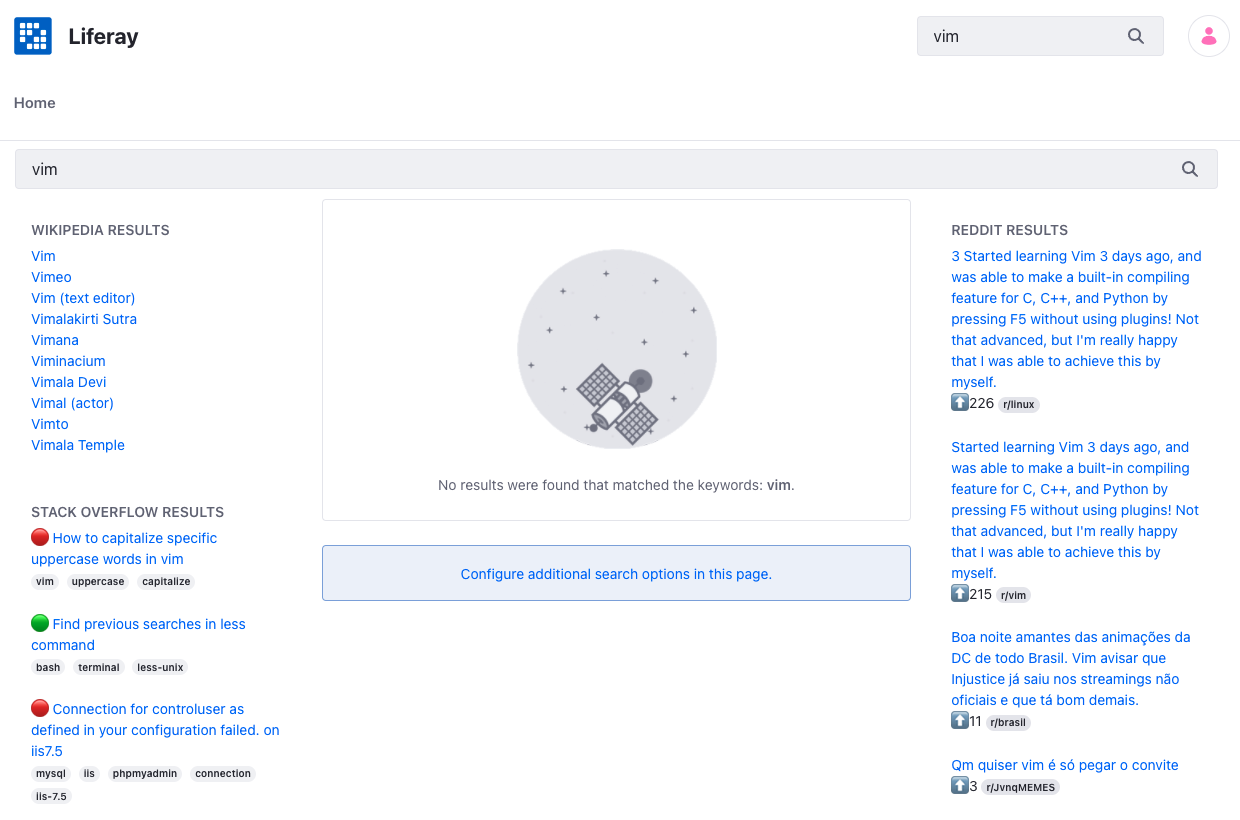 Liferay
vim
Home
vim
WIKIPEDIA RESULTS
Vim
Vimeo
Vim (text editor)
Vimalakirti Sutra
Vimana
Viminacium
Vimala Devi
Vimal (actor)
Vimto
Vimala Temple
STACK OVERFLOW RESULTS
How to capitalize specific
uppercase words in vim
vim uppercase capitalize
Find previous searches in less
command
bash terminal less-unix
Connection for controluser as
defined in your configuration failed. on
iis7.5
mysql iis phpmyadmin connection
iis-7.5
No results were found that matched the keywords: vim.
Configure additional search options in this page.
REDDIT RESULTS
3 Started learning Vim 3 days ago, and
was able to make a built-in compiling
feature for C, C++, and Python by
pressing F5 without using plugins! Not
that advanced, but I'm really happy
that I was able to achieve this by
myself.
⬆️226 r/linux
Started learning Vim 3 days ago, and
was able to make a built-in compiling
feature for C, C++, and Python by
pressing F5 without using plugins! Not
that advanced, but I'm really happy
that I was able to achieve this by
myself.
⬆️215 r/vim
Boa noite amantes das animações da
DC de todo Brasil. Vim avisar que
Injustice já saiu nos streamings não
oficiais e que tá bom demais.
⬆️11 r/brasil
Qm quiser vim é só pegar o convite
⬆️3 r/JvnqMEMES